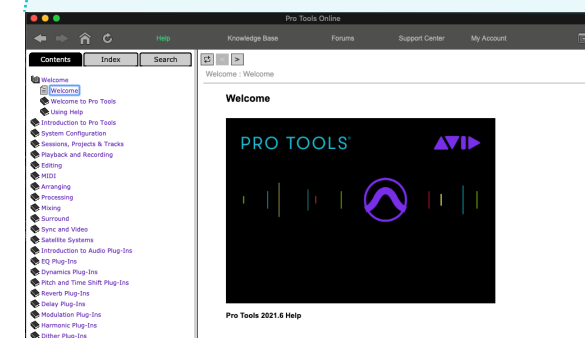 Pro Tools Online
Help
Knowledge Base
Forums
Support Center
My Account
Contents
Index
Search
Welcome : Welcome
Welcome
Welcome
Welcome to Pro Tools
Using Help
Introduction to Pro Tools
System Configuration
Sessions, Projects & Tracks
Playback and Recording
Editing
MIDI
Arranging
Processing
Mixing
Surround
Sync and Video
Satellite Systems
Introduction to Audio Plug-Ins
EQ Plug-Ins
Dynamics Plug-Ins
Pitch and Time Shift Plug-Ins
Reverb Plug-Ins
Delay Plug-Ins
Modulation Plug-Ins
Harmonic Plug-Ins
Dither Plug-Ins
Welcome
PRO TOOLS®
AVID
Pro Tools 2021.6 Help